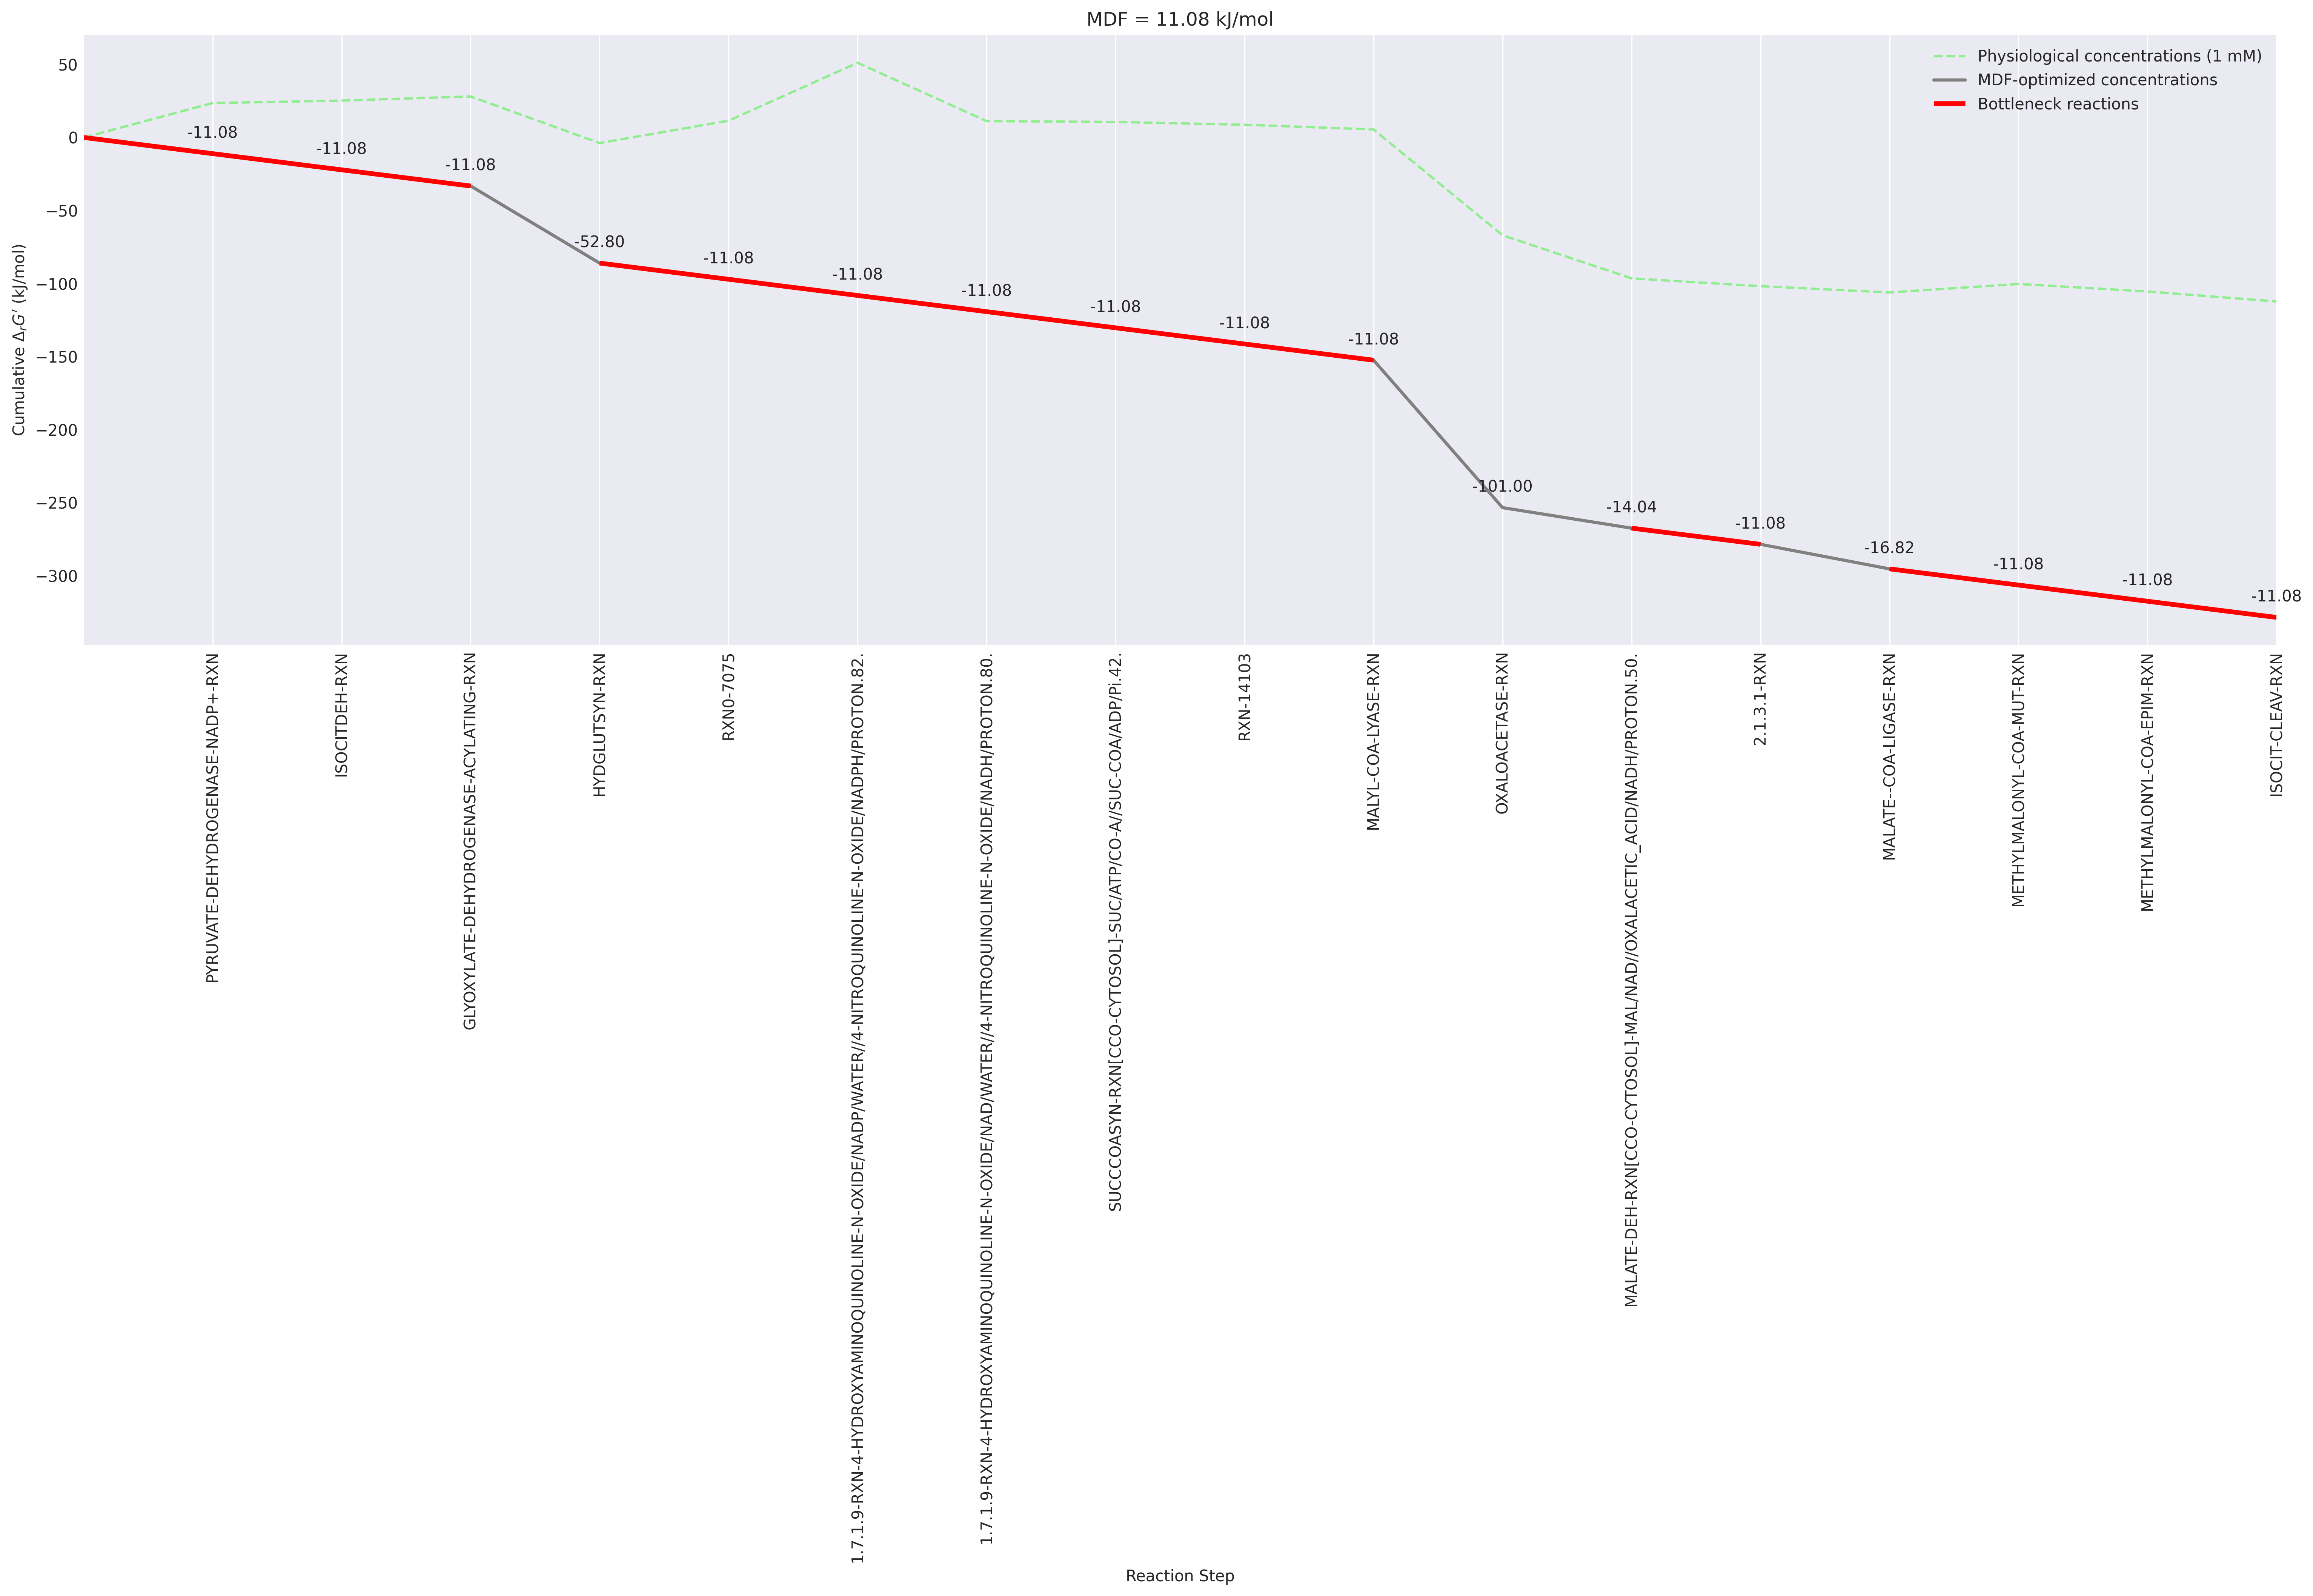 MDF = 11.08 kJ/mol
Physiological concentrations (1 mM)
MDF-optimized concentrations
Bottleneck reactions
Cumulative ΔrG′ (kJ/mol)
50
0
−50
−100
−150
−200
−250
−300
-11.08
-11.08
-11.08
-52.80
-11.08
-11.08
-11.08
-11.08
-11.08
-11.08
-101.00
-14.04
-11.08
-16.82
-11.08
-11.08
-11.08
PYRUVATE-DEHYDROGENASE-NADP+-RXN
ISOCITDEH-RXN
GLYOXYLATE-DEHYDROGENASE-ACYLATING-RXN
HYDGLUTSYN-RXN
RXN0-7075
1.7.1.9-RXN-4-HYDROXYAMINOQUINOLINE-N-OXIDE/NADP/WATER//4-NITROQUINOLINE-N-OXIDE/NADPH/PROTON.82.
1.7.1.9-RXN-4-HYDROXYAMINOQUINOLINE-N-OXIDE/NAD/WATER//4-NITROQUINOLINE-N-OXIDE/NADH/PROTON.80.
SUCCCOASYN-RXN[CCO-CYTOSOL]-SUC/ATP/CO-A//SUC-COA/ADP/Pi.42.
RXN-14103
MALYL-COA-LYASE-RXN
OXALOACETASE-RXN
MALATE-DEH-RXN[CCO-CYTOSOL]-MAL/NAD//OXALACETIC_ACID/NADH/PROTON.50.
2.1.3.1-RXN
MALATE--COA-LIGASE-RXN
METHYLMALONYL-COA-MUT-RXN
METHYLMALONYL-COA-EPIM-RXN
ISOCIT-CLEAV-RXN
Reaction Step